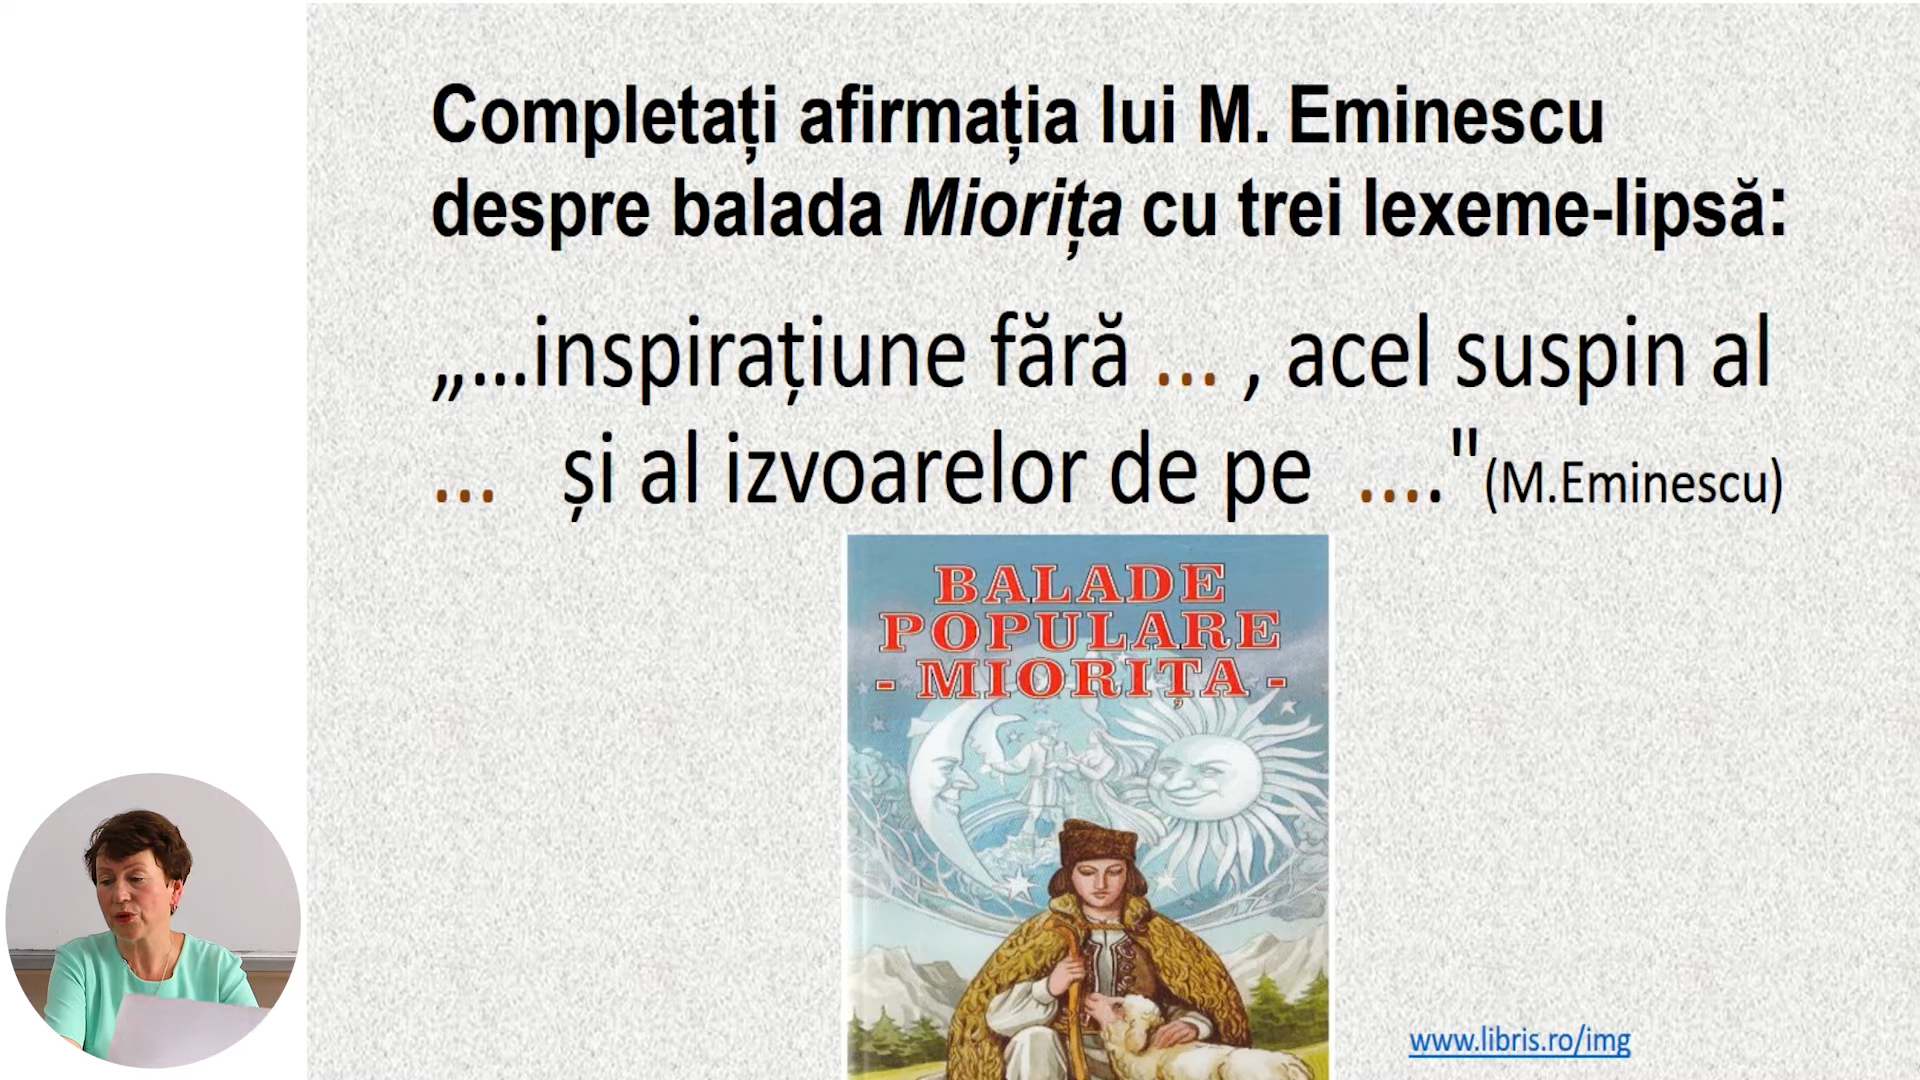 Completați afirmația lui M. Eminescu
despre balada Miorița cu trei lexeme-lipsă:
„...inspirațiune fără ... , acel suspin al
... și al izvoarelor de pe ...."(M.Eminescu)
BALADE
POPULARE
- MIORIȚA -
www.libris.ro/img